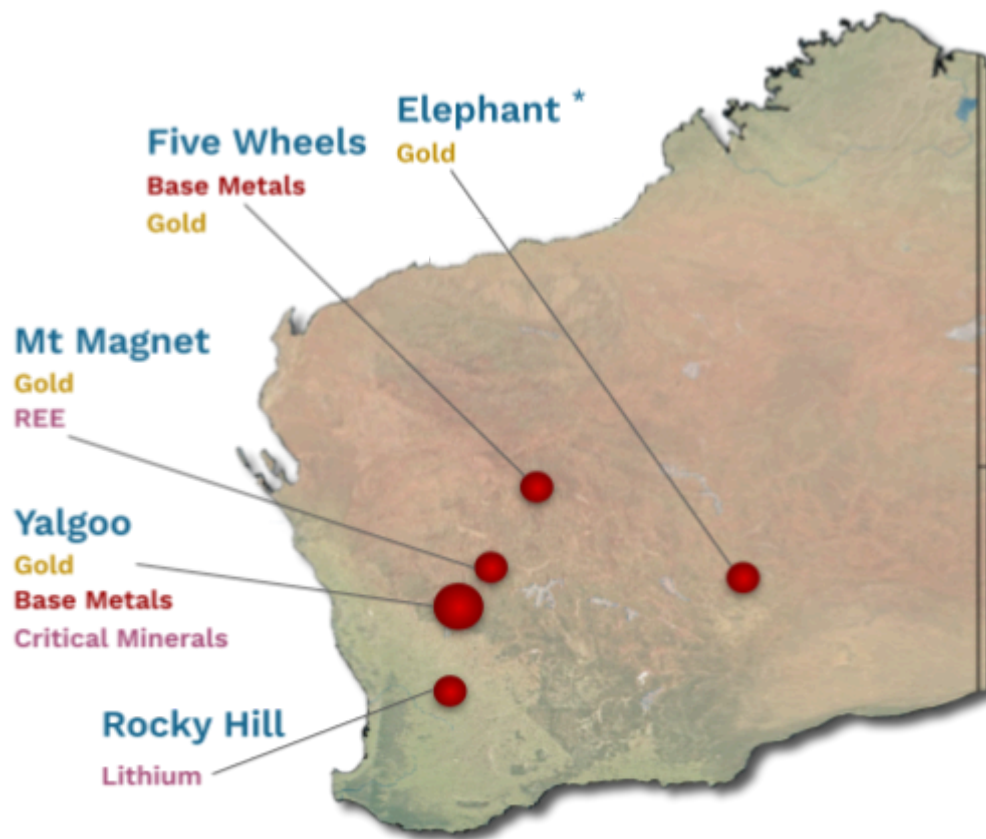 Elephant *
Gold
Five Wheels
Base Metals
Gold
Mt Magnet
Gold
REE
Yalgoo
Gold
Base Metals
Critical Minerals
Rocky Hill
Lithium